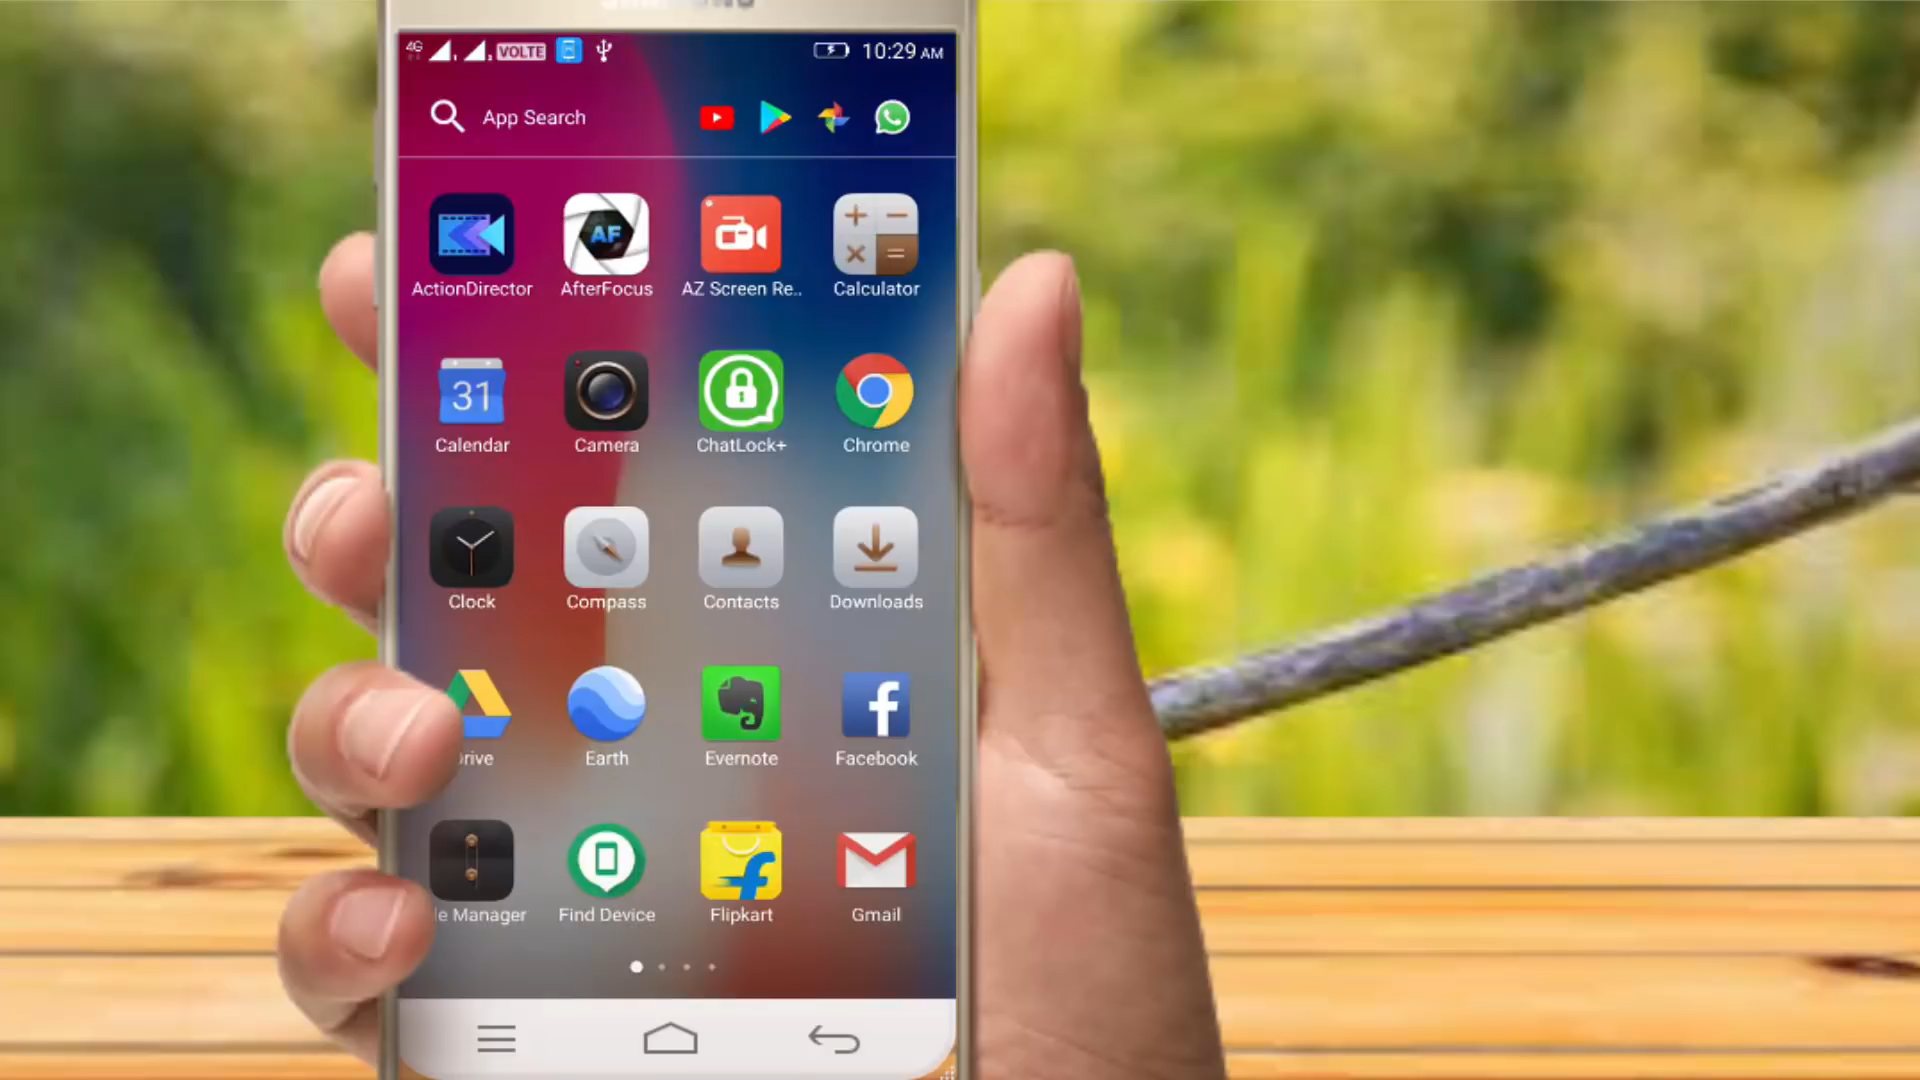 4G VOLTE 10:29 AM
App Search
AF
ActionDirector AfterFocus AZ Screen Re.. Calculator
31
Calendar Camera ChatLock+ Chrome
Clock Compass Contacts Downloads
rive Earth Evernote Facebook
le Manager Find Device Flipkart Gmail